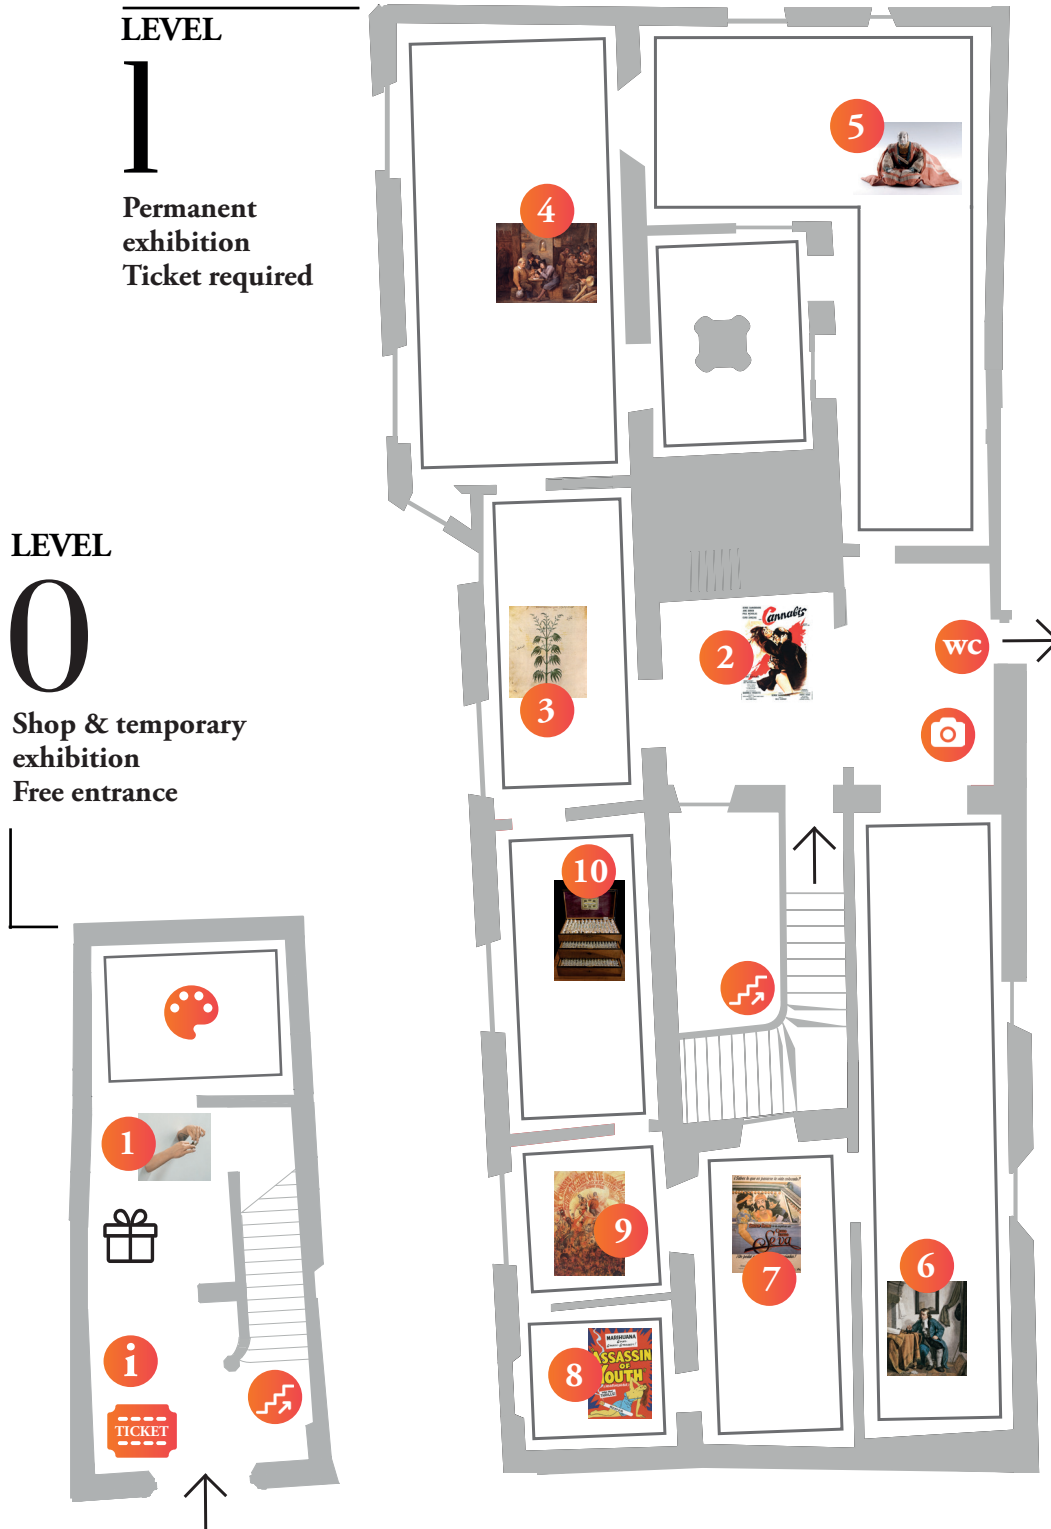 LEVEL
1
Permanent
exhibition
Ticket required
5
4
LEVEL
0
Shop & temporary
exhibition
Free entrance
Cannabis
2
wc
3
10
1
9
Seva
7
6
MARIHUANA
ASSASSIN
OF
YOUTH
8
i
TICKET